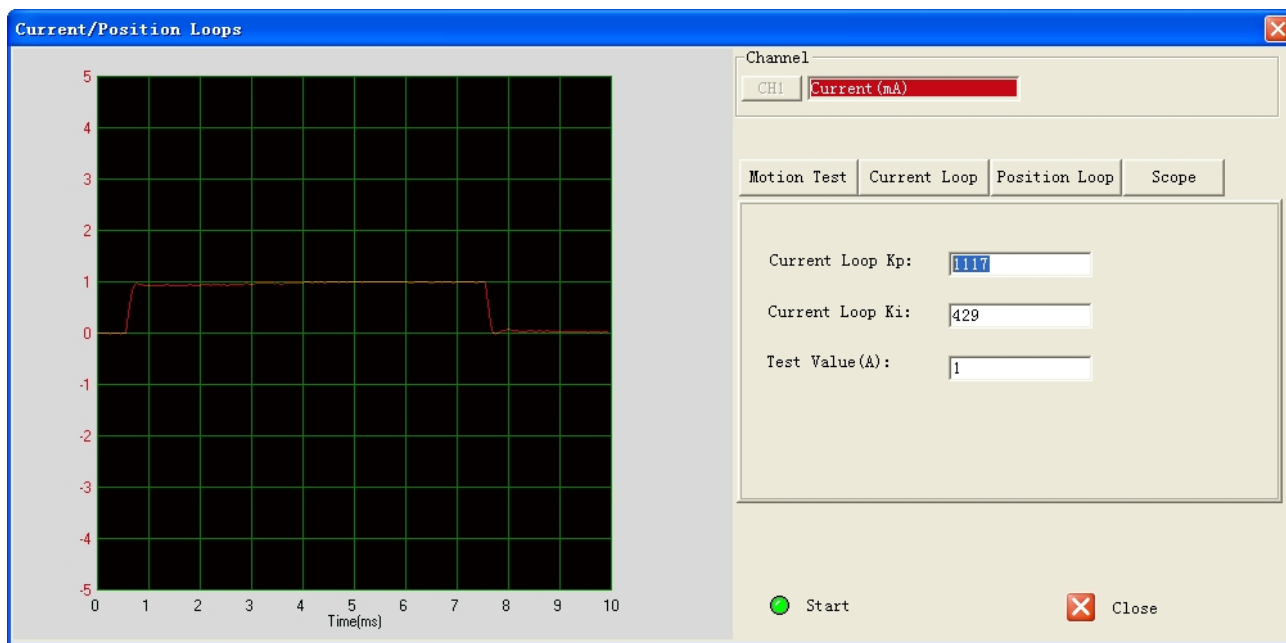 Current/Position Loops
Channel
CH1 Current(mA)
5
4
3
2
1
0
-1
-2
-3
-4
-5
0 1 2 3 4 5 6 7 8 9 10
Time(ms)
Motion Test Current Loop Position Loop Scope
Current Loop Kp: 1117
Current Loop Ki: 429
Test Value(A): 1
Start Close